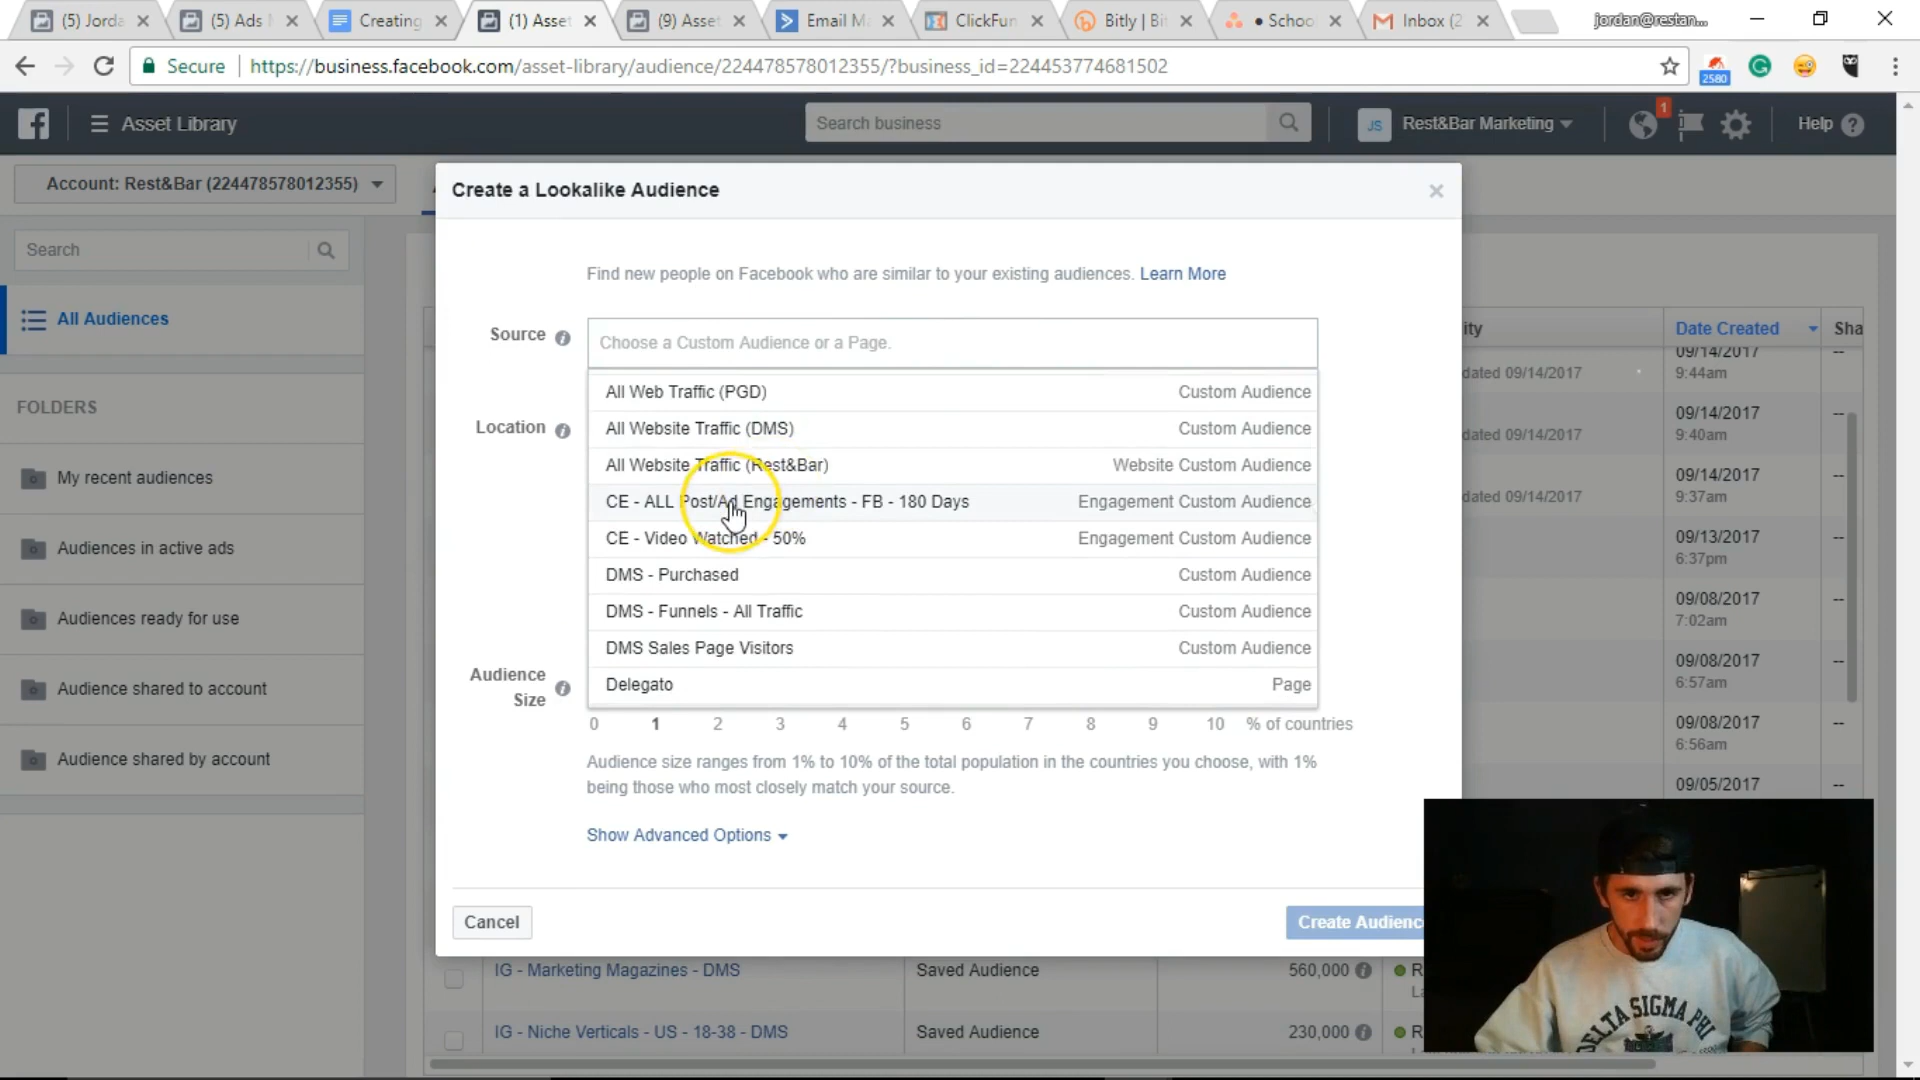 (5) Jorda
(5) Ads
Creating
(1) Asset
(9) Asset
Email M
ClickFun
Bitly | Bit
• Schoo
Inbox (2
jordan@restan...
Secure
https://business.facebook.com/asset-library/audience/224478578012355/?business_id=224453774681502
2580
Asset Library
Search business
JS
Rest&Bar Marketing
1
Help
Account: Rest&Bar (224478578012355)
Search
All Audiences
FOLDERS
My recent audiences
Audiences in active ads
Audiences ready for use
Audience shared to account
Audience shared by account
Create a Lookalike Audience
Find new people on Facebook who are similar to your existing audiences. Learn More
Source
Choose a Custom Audience or a Page.
All Web Traffic (PGD) Custom Audience
All Website Traffic (DMS) Custom Audience
All Website Traffic (Rest&Bar) Website Custom Audience
CE - ALL Post/Ad Engagements - FB - 180 Days Engagement Custom Audience
CE - Video Watched - 50% Engagement Custom Audience
DMS - Purchased Custom Audience
DMS - Funnels - All Traffic Custom Audience
DMS Sales Page Visitors Custom Audience
Delegato Page
Location
Audience
Size
0 1 2 3 4 5 6 7 8 9 10 % of countries
Audience size ranges from 1% to 10% of the total population in the countries you choose, with 1%
being those who most closely match your source.
Show Advanced Options
Cancel
Create Audienc
ity
Date Created
Sha
09/14/2017
--
dated 09/14/2017
9:44am
09/14/2017
--
dated 09/14/2017
9:40am
09/14/2017
--
dated 09/14/2017
9:37am
09/13/2017
--
6:37pm
09/08/2017
--
7:02am
09/08/2017
--
6:57am
09/08/2017
--
6:56am
09/05/2017
--
IG - Marketing Magazines - DMS Saved Audience 560,000 R
IG - Niche Verticals - US - 18-38 - DMS Saved Audience 230,000 R
DELTA SIGMA PHI